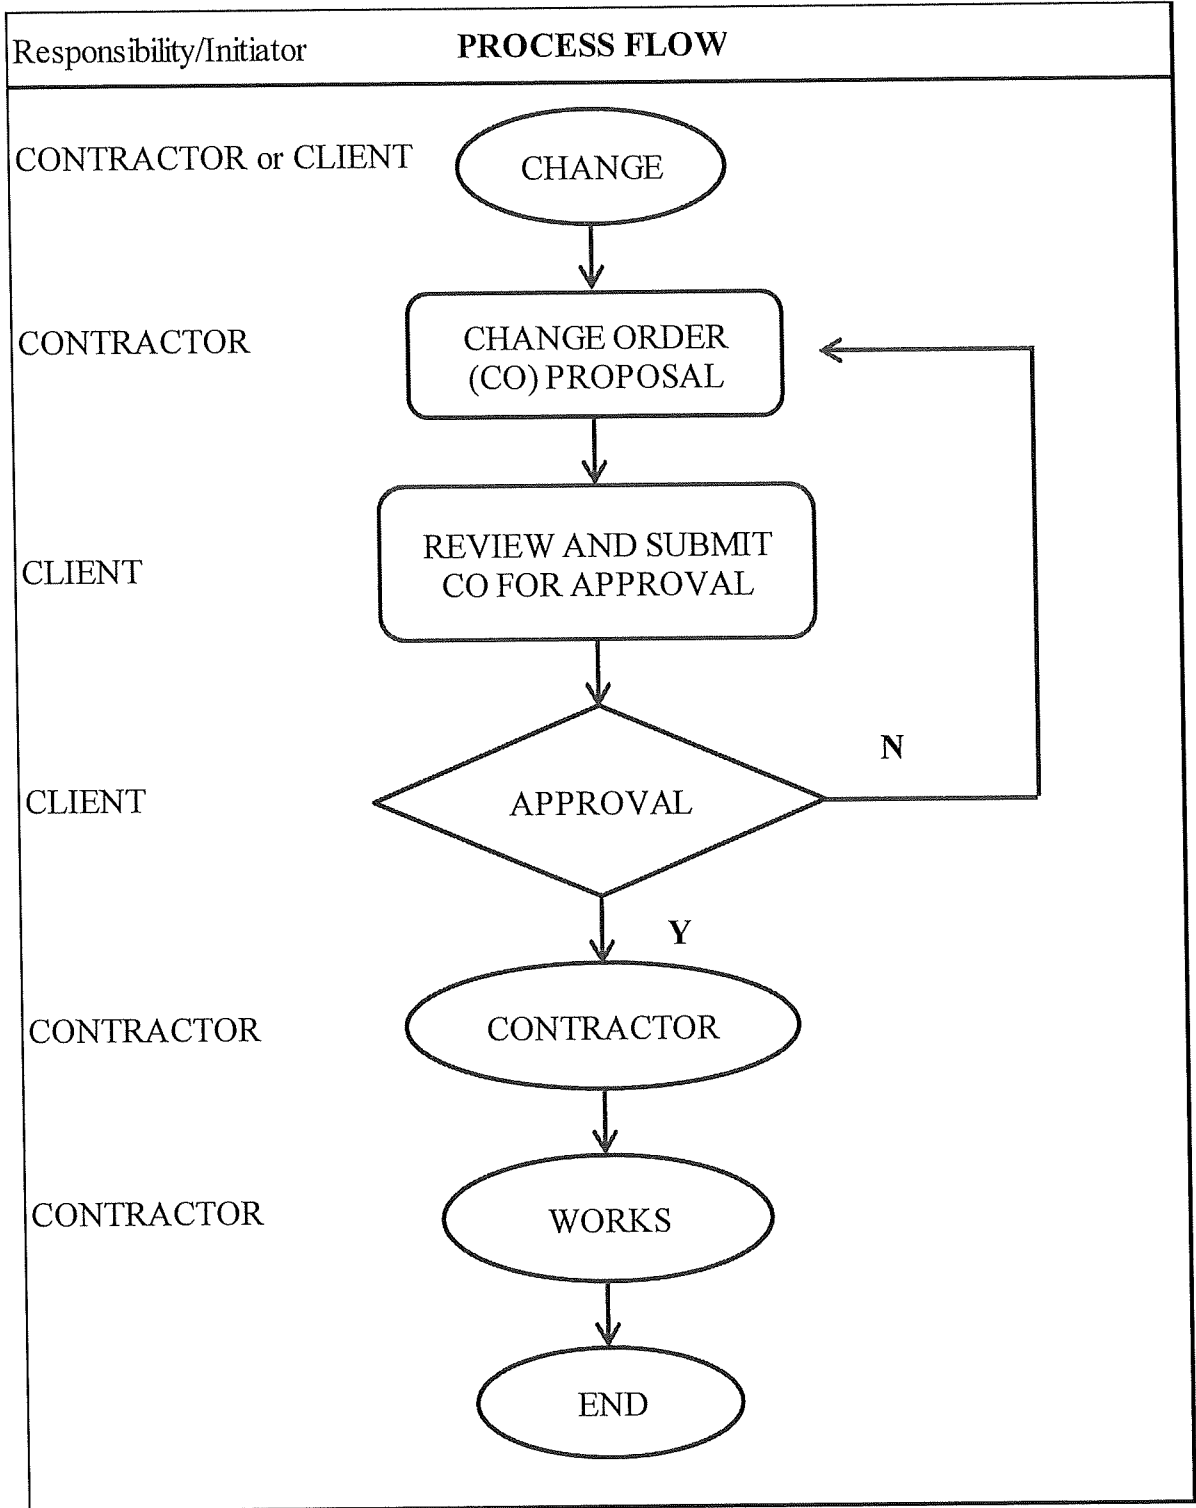 Responsibility/Initiator PROCESS FLOW
CONTRACTOR or CLIENT CHANGE
CONTRACTOR CHANGE ORDER
(CO) PROPOSAL
CLIENT REVIEW AND SUBMIT
CO FOR APPROVAL
N
CLIENT APPROVAL
Y
CONTRACTOR CONTRACTOR
CONTRACTOR WORKS
END